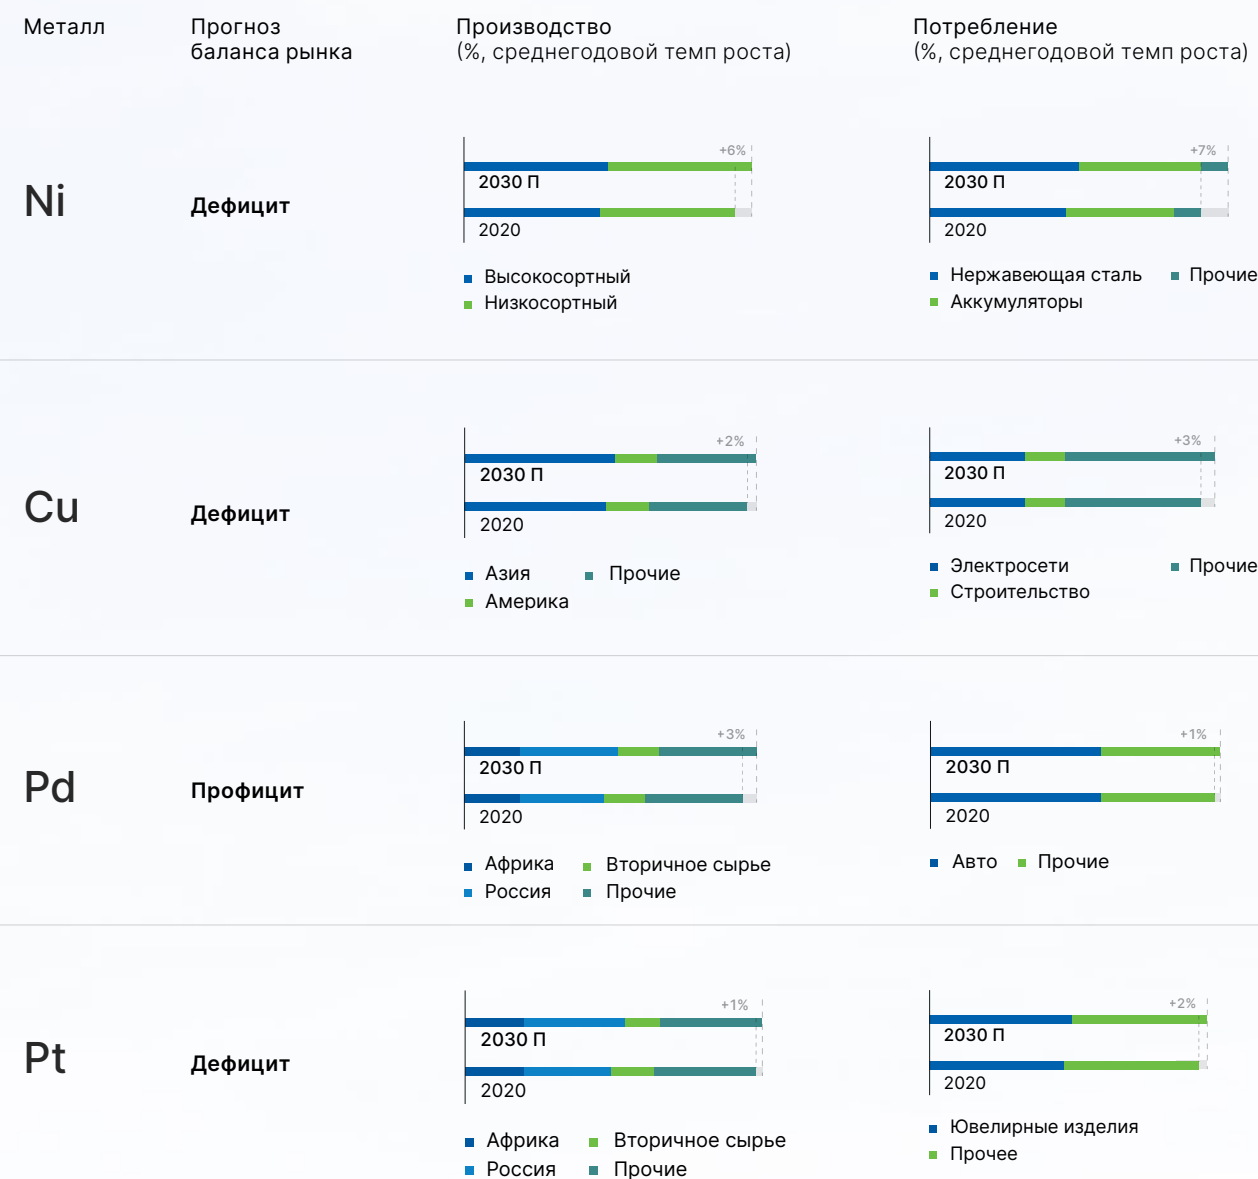 Металл
Прогноз
баланса рынка
Производство
(%, среднегодовой темп роста)
Потребление
(%, среднегодовой темп роста)
Ni
Дефицит
+6%
2030 П
2020
Высокосортный
Низкосортный
+7%
2030 П
2020
Нержавеющая сталь
Прочие
Аккумуляторы
Cu
Дефицит
+2%
2030 П
2020
Азия
Прочие
Америка
+3%
2030 П
2020
Электросети
Прочие
Строительство
Pd
Профицит
+3%
2030 П
2020
Африка
Вторичное сырье
Россия
Прочие
+1%
2030 П
2020
Авто
Прочие
Pt
Дефицит
+1%
2030 П
2020
Африка
Вторичное сырье
Россия
Прочие
+2%
2030 П
2020
Ювелирные изделия
Прочее